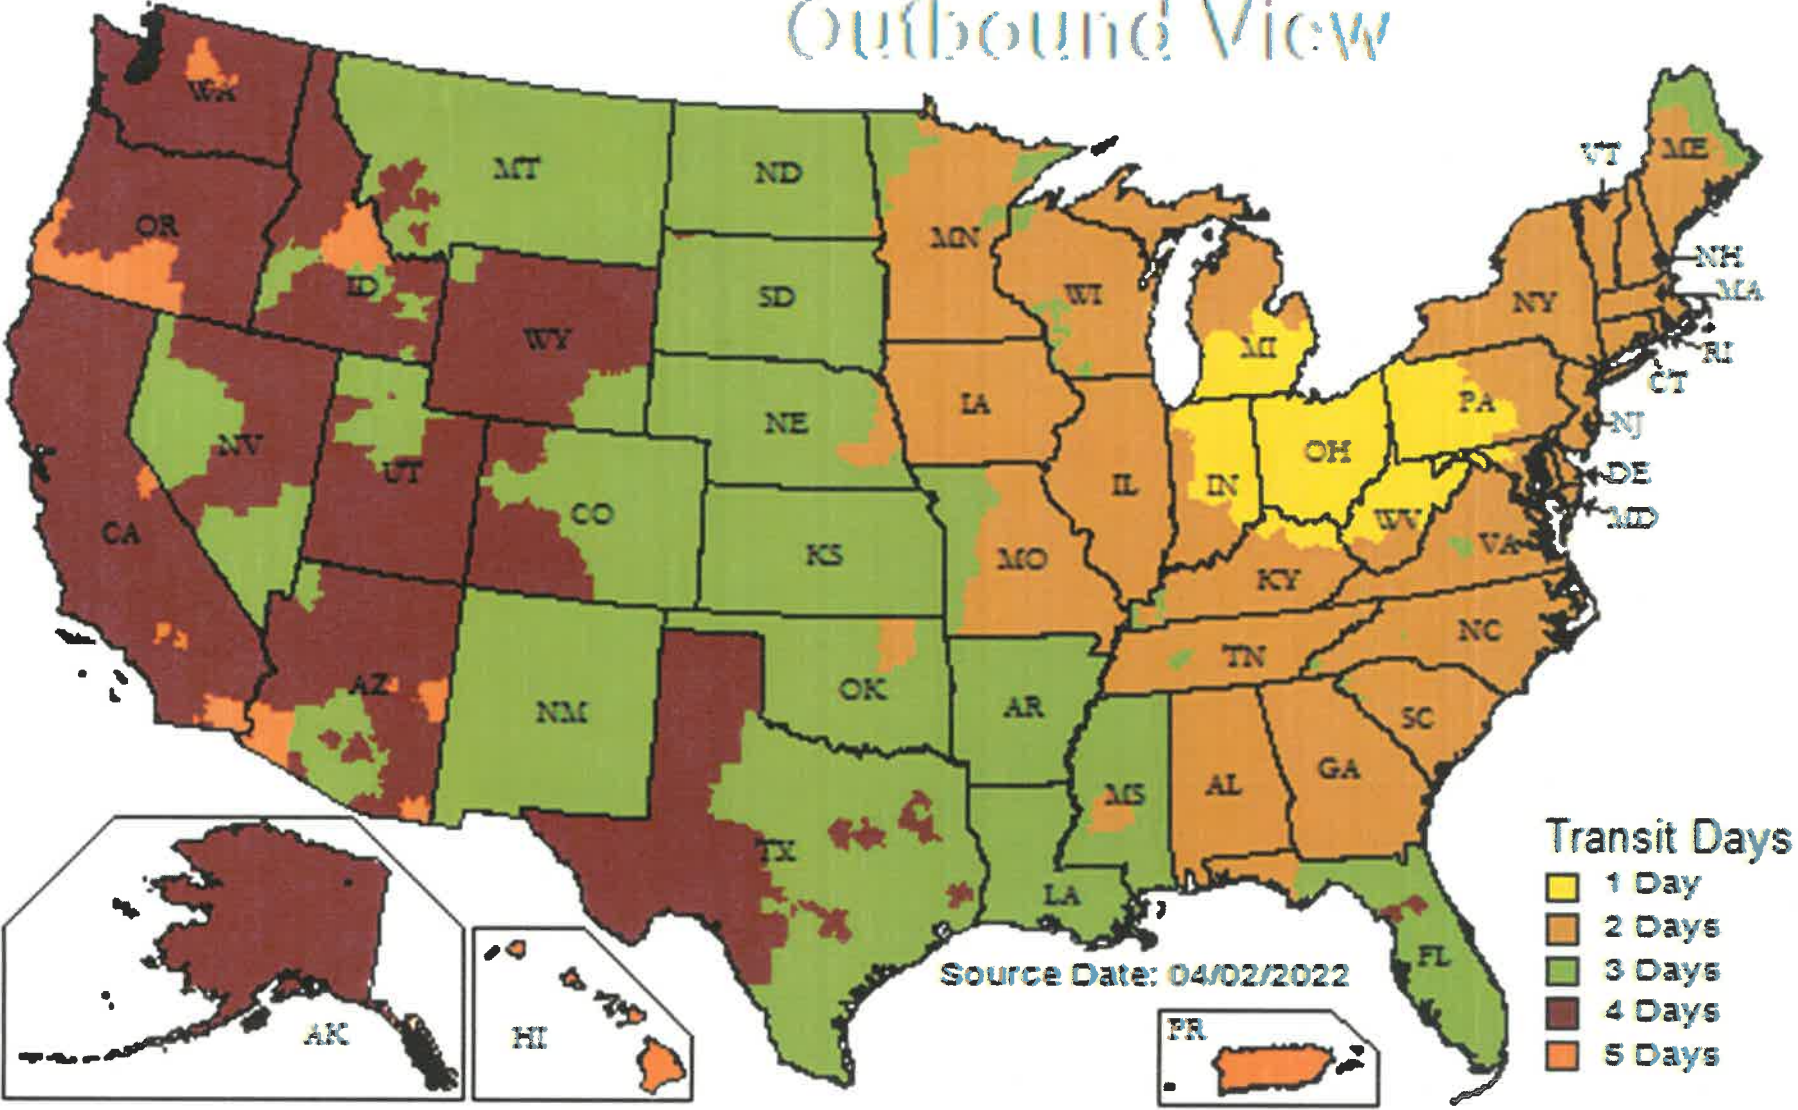 Outbound View
WA
MT
ND
VT
ME
OR
MN
ID
SD
WI
NH
MA
NY
WY
MI
RI
CT
IA
PA
NE
NJ
NV
OH
UT
IL
IN
DE
CO
WV
MD
CA
KS
MO
VA
KY
NC
TN
AZ
OK
AR
SC
NM
MS
AL
GA
TX
LA
FL
Transit Days
1 Day
2 Days
3 Days
4 Days
5 Days
Source Date: 04/02/2022
AK
HI
PR